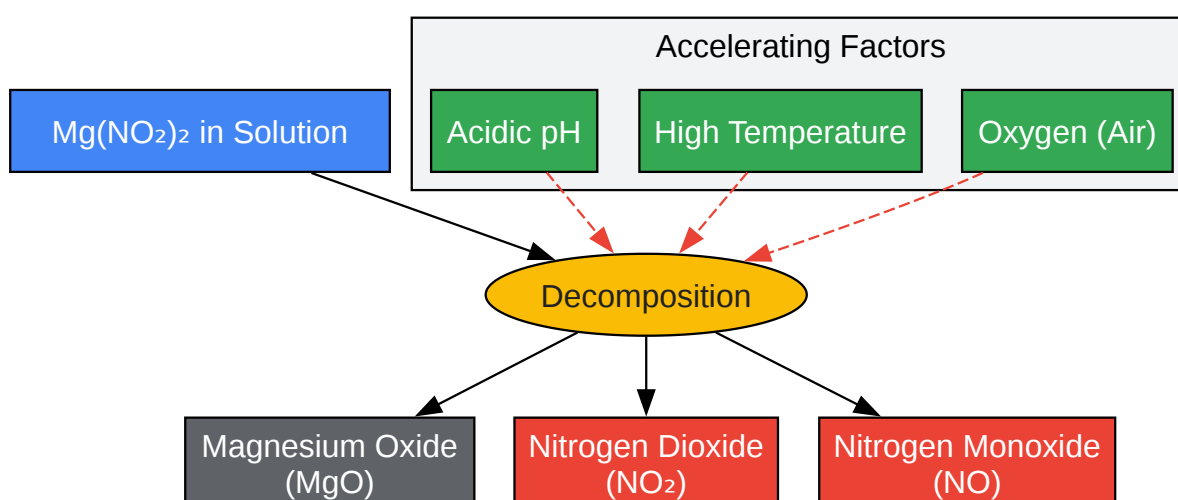 Accelerating Factors
Mg(NO₂)₂ in Solution
Acidic pH
High Temperature
Oxygen (Air)
Decomposition
Magnesium Oxide
(MgO)
Nitrogen Dioxide
(NO₂)
Nitrogen Monoxide
(NO)